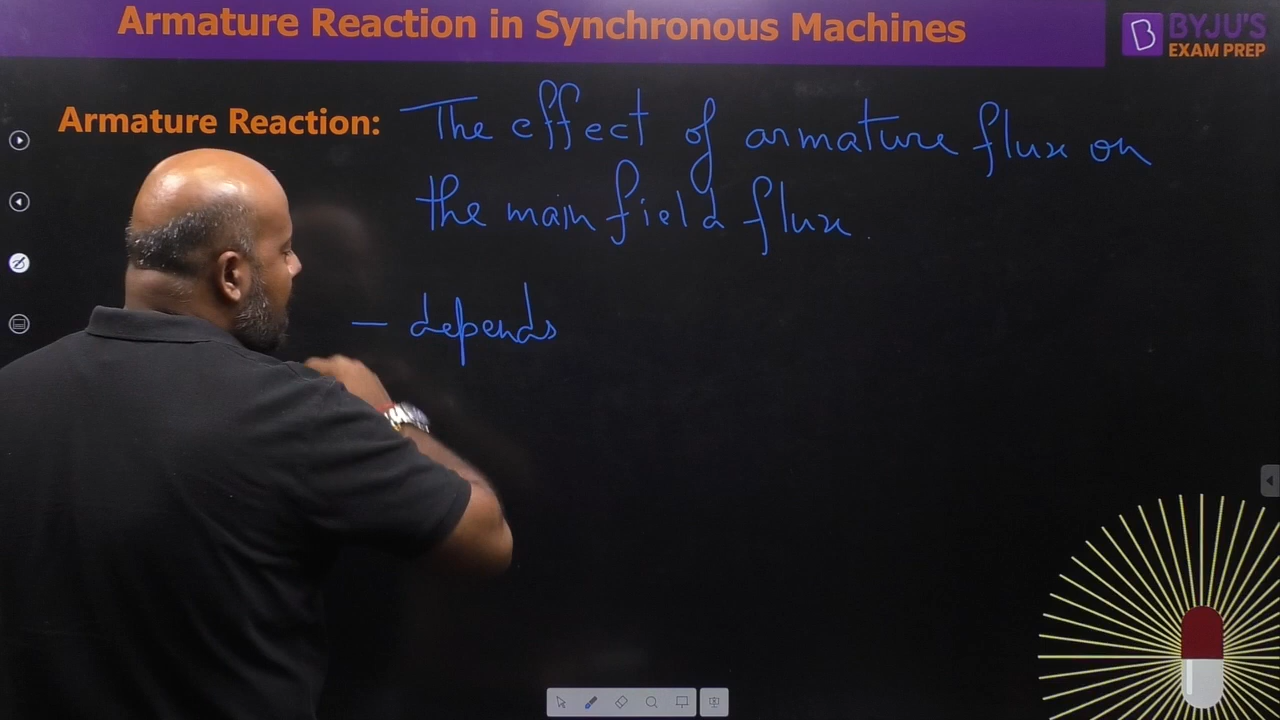 Armature Reaction in Synchronous Machines
BYJU'S
EXAM PREP
Armature Reaction: The effect of armature flux on
the main field flux.
— depends